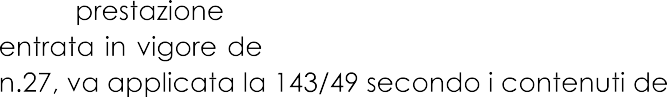 prestazione
entrata in vigore de
n.27, va applicata la 143/49 secondo i contenuti de